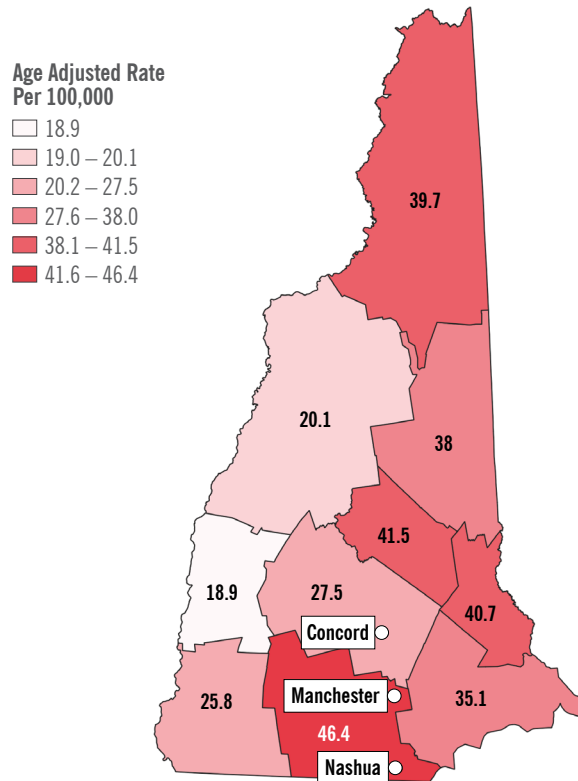 Age Adjusted Rate
Per 100,000
18.9
19.0 – 20.1
20.2 – 27.5
27.6 – 38.0
38.1 – 41.5
41.6 – 46.4
39.7
20.1
38
41.5
18.9
27.5
40.7
Concord
25.8
Manchester
35.1
46.4
Nashua